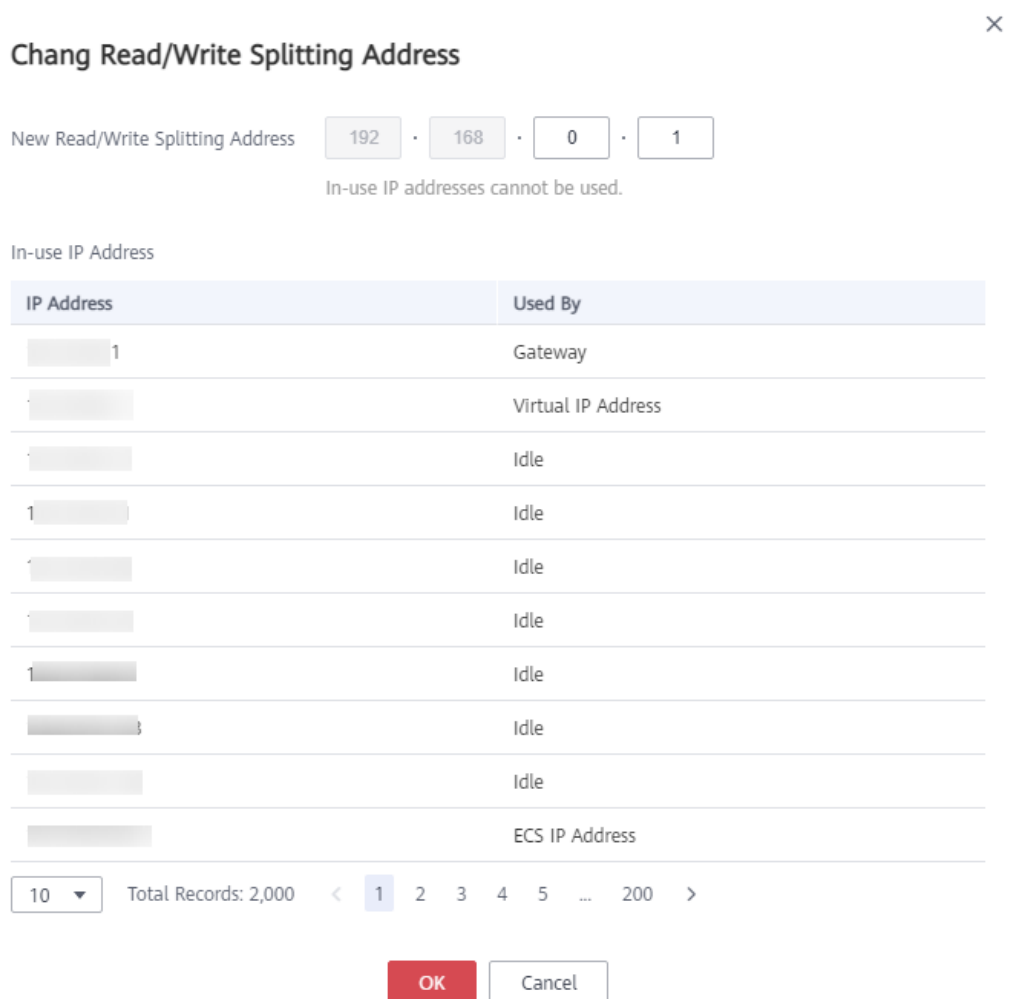 Chang Read/Write Splitting Address
New Read/Write Splitting Address 192 . 168 . 0 . 1
In-use IP addresses cannot be used.
In-use IP Address
IP Address Used By
1 Gateway
Virtual IP Address
Idle
1 Idle
Idle
Idle
1 Idle
Idle
Idle
ECS IP Address
10 Total Records: 2,000 < 1 2 3 4 5 ... 200 >
OK Cancel